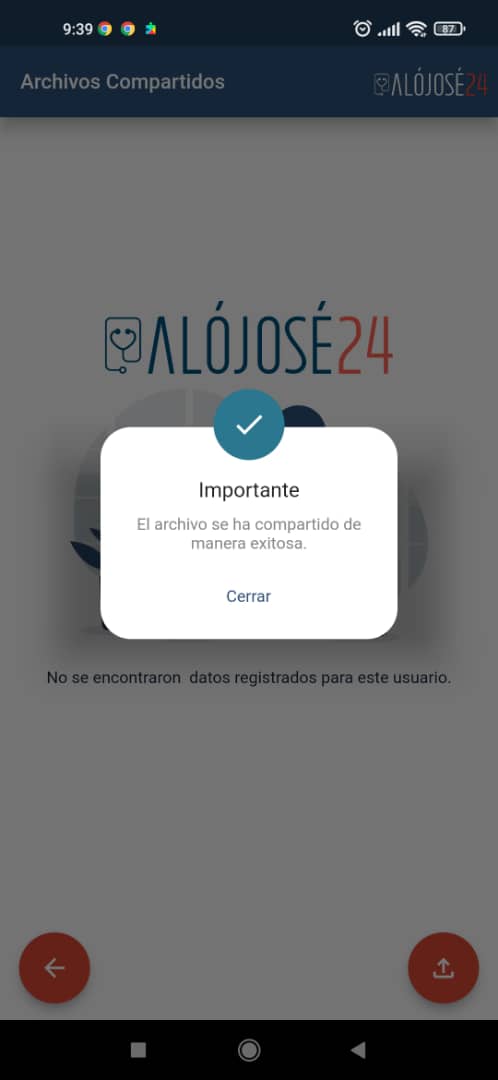 9:39
87
Archivos Compartidos
ALÓJOSÉ24
ALÓJOSÉ24
Importante
El archivo se ha compartido de
manera exitosa.
Cerrar
No se encontraron  datos registrados para este usuario.